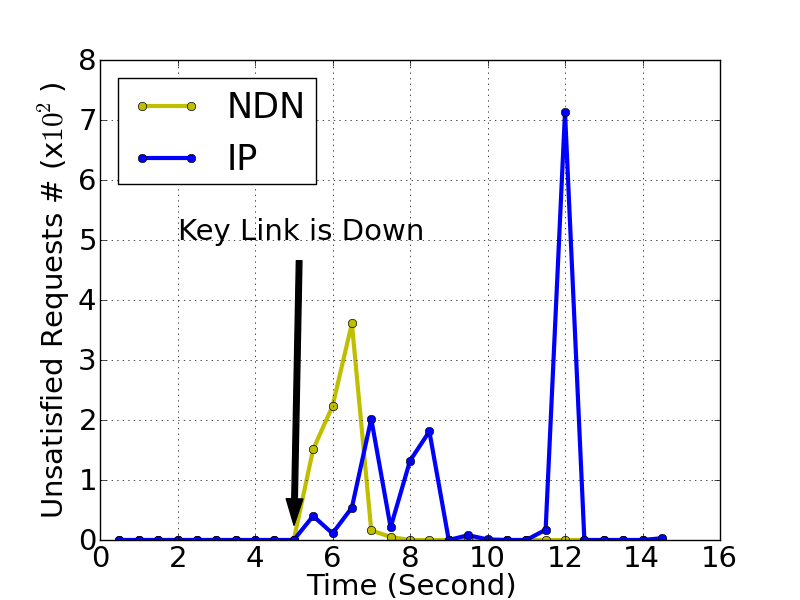 8
7
6
5
4
3
2
1
0
Unsatisfied Requests # (x10²)
NDN
IP
Key Link is Down
0 2 4 6 8 10 12 14 16
Time (Second)